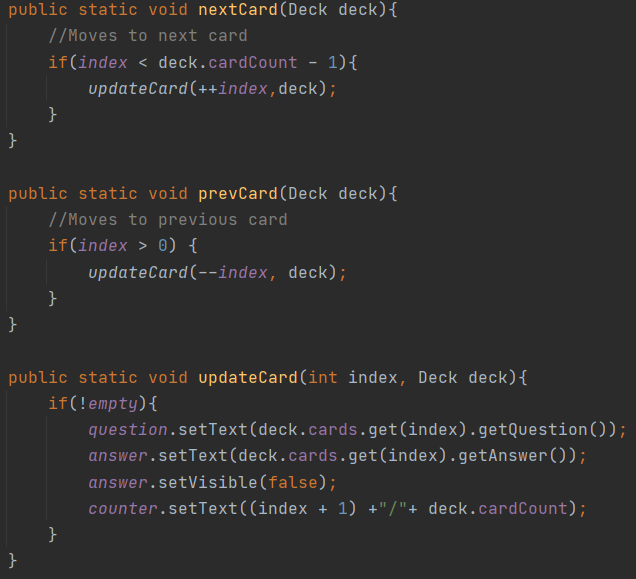 public static void nextCard(Deck deck){
    //Moves to next card
    if(index < deck.cardCount - 1){
        updateCard(++index,deck);
    }
}

public static void prevCard(Deck deck){
    //Moves to previous card
    if(index > 0) {
        updateCard(--index, deck);
    }
}

public static void updateCard(int index, Deck deck){
    if(!empty){
        question.setText(deck.cards.get(index).getQuestion());
        answer.setText(deck.cards.get(index).getAnswer());
        answer.setVisible(false);
        counter.setText((index + 1) +"/"+ deck.cardCount);
    }
}